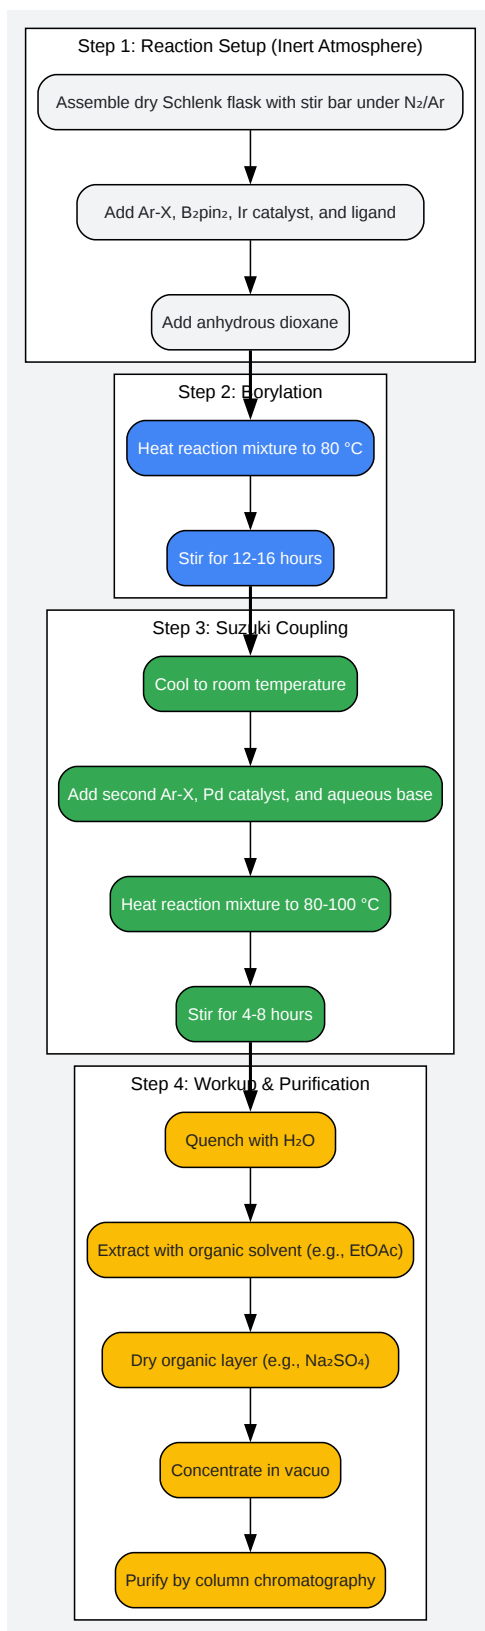 Step 1: Reaction Setup (Inert Atmosphere)
Assemble dry Schlenk flask with stir bar under N₂/Ar
Add Ar-X, B₂pin₂, Ir catalyst, and ligand
Add anhydrous dioxane
Step 2: Borylation
Heat reaction mixture to 80 °C
Stir for 12-16 hours
Step 3: Suzuki Coupling
Cool to room temperature
Add second Ar-X, Pd catalyst, and aqueous base
Heat reaction mixture to 80-100 °C
Stir for 4-8 hours
Step 4: Workup & Purification
Quench with H₂O
Extract with organic solvent (e.g., EtOAc)
Dry organic layer (e.g., Na₂SO₄)
Concentrate in vacuo
Purify by column chromatography